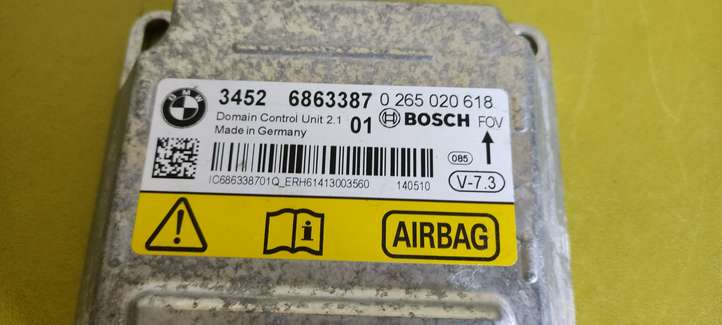 BMW
3452 6863387 0 265 020 618
Domain Control Unit 2.1 01 BOSCH FOV
Made in Germany
085
IC686338701Q_ERH61413003560 140510 V-7.3
AIRBAG